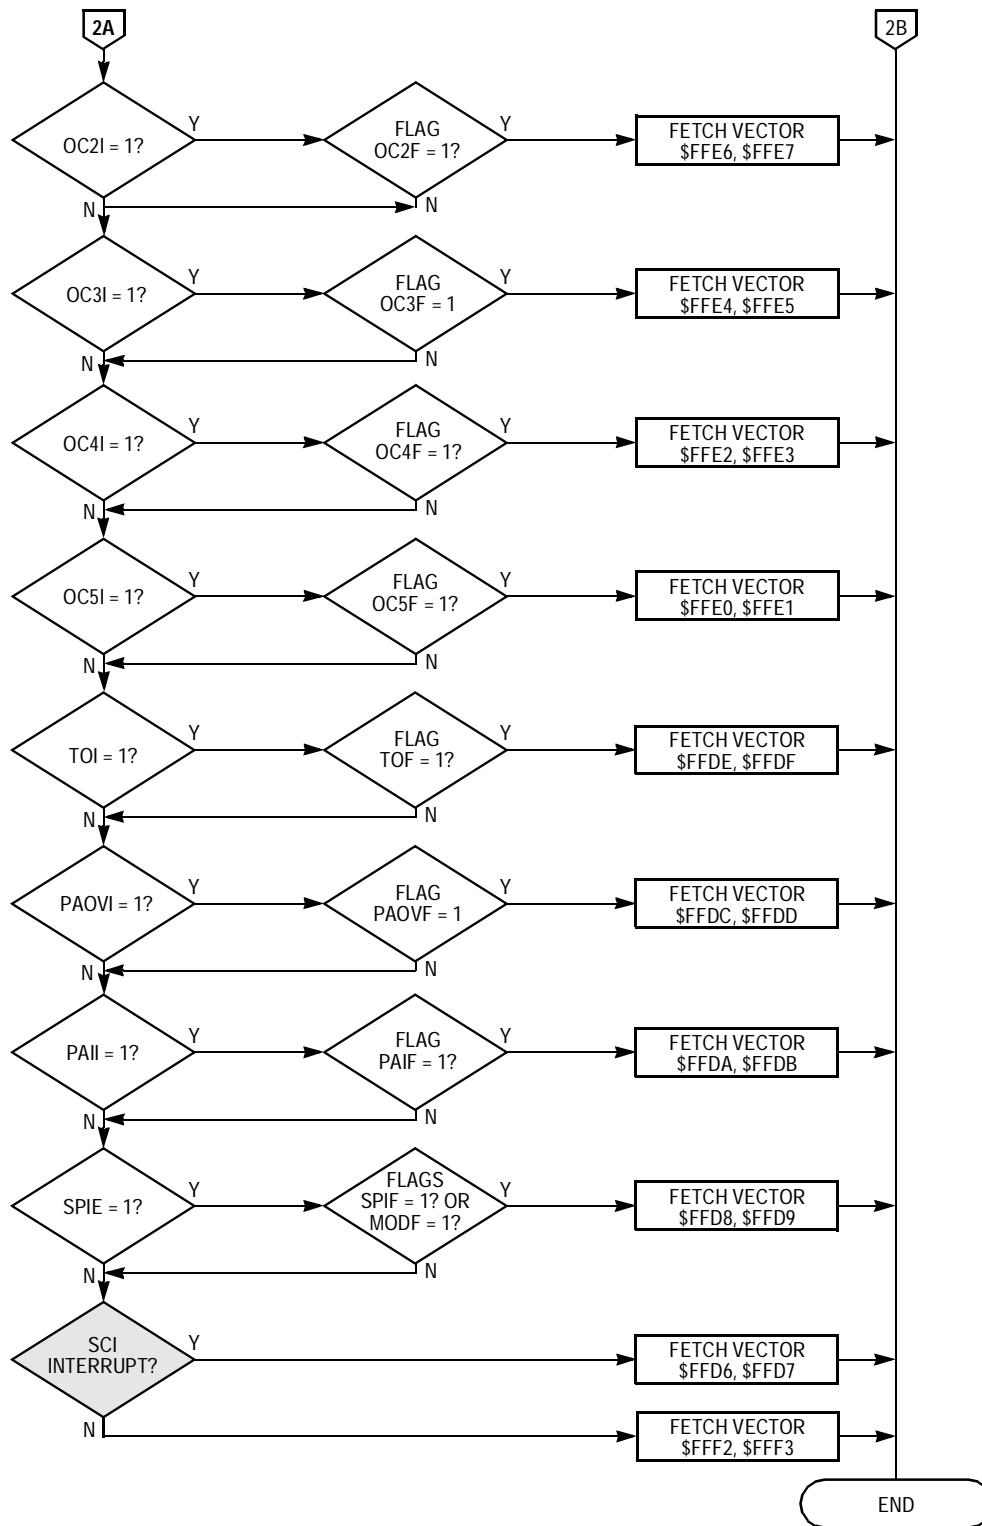 2A
2B
OC2I = 1?
Y
FLAG
OC2F = 1?
Y
FETCH VECTOR
$FFE6, $FFE7
N
N
OC3I = 1?
Y
FLAG
OC3F = 1
Y
FETCH VECTOR
$FFE4, $FFE5
N
N
OC4I = 1?
Y
FLAG
OC4F = 1?
Y
FETCH VECTOR
$FFE2, $FFE3
N
N
OC5I = 1?
Y
FLAG
OC5F = 1?
Y
FETCH VECTOR
$FFE0, $FFE1
N
N
TOI = 1?
Y
FLAG
TOF = 1?
Y
FETCH VECTOR
$FFDE, $FFDF
N
N
PAOVI = 1?
Y
FLAG
PAOVF = 1
Y
FETCH VECTOR
$FFDC, $FFDD
N
N
PAII = 1?
Y
FLAG
PAIF = 1?
Y
FETCH VECTOR
$FFDA, $FFDB
N
N
SPIE = 1?
Y
FLAGS
SPIF = 1? OR
MODF = 1?
Y
FETCH VECTOR
$FFD8, $FFD9
N
N
SCI
INTERRUPT?
Y
FETCH VECTOR
$FFD6, $FFD7
N
FETCH VECTOR
$FFF2, $FFF3
END